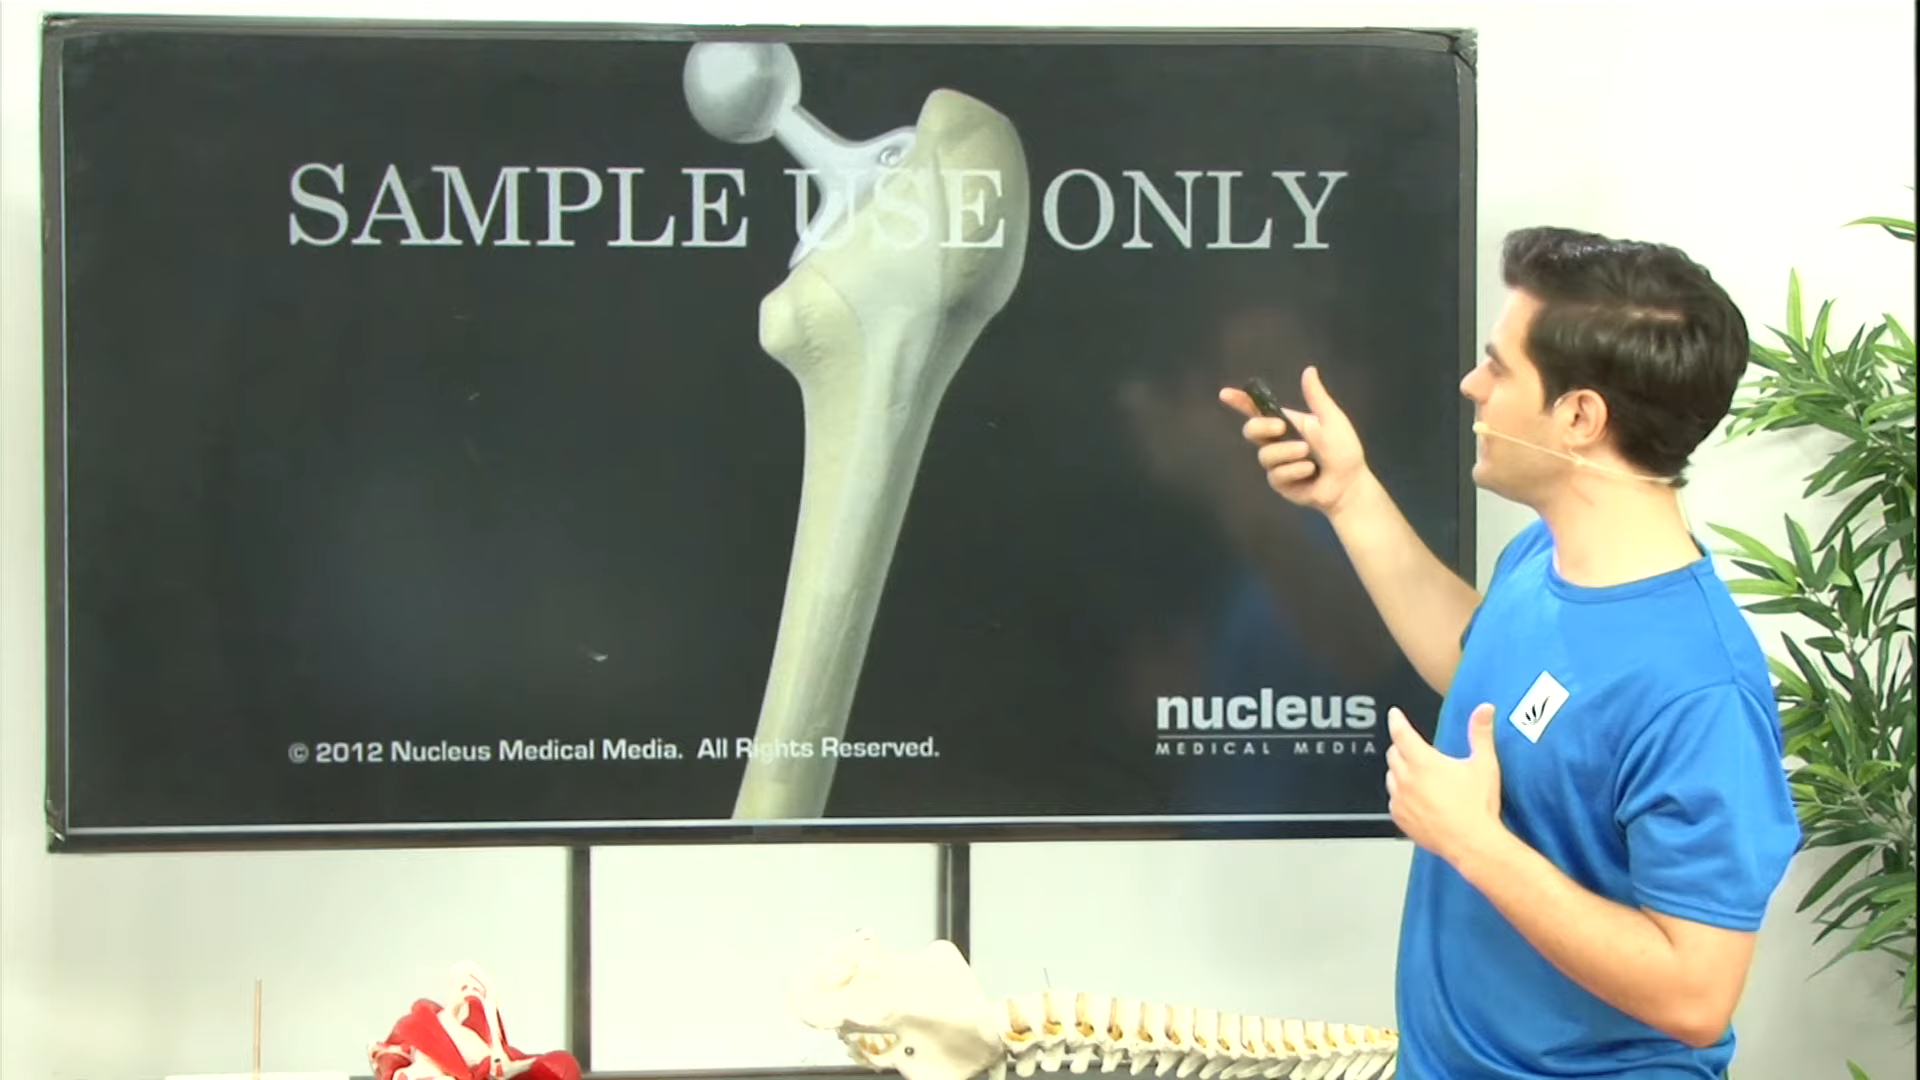 SAMPLE USE ONLY
nucleus
MEDICAL MEDIA
© 2012 Nucleus Medical Media. All Rights Reserved.